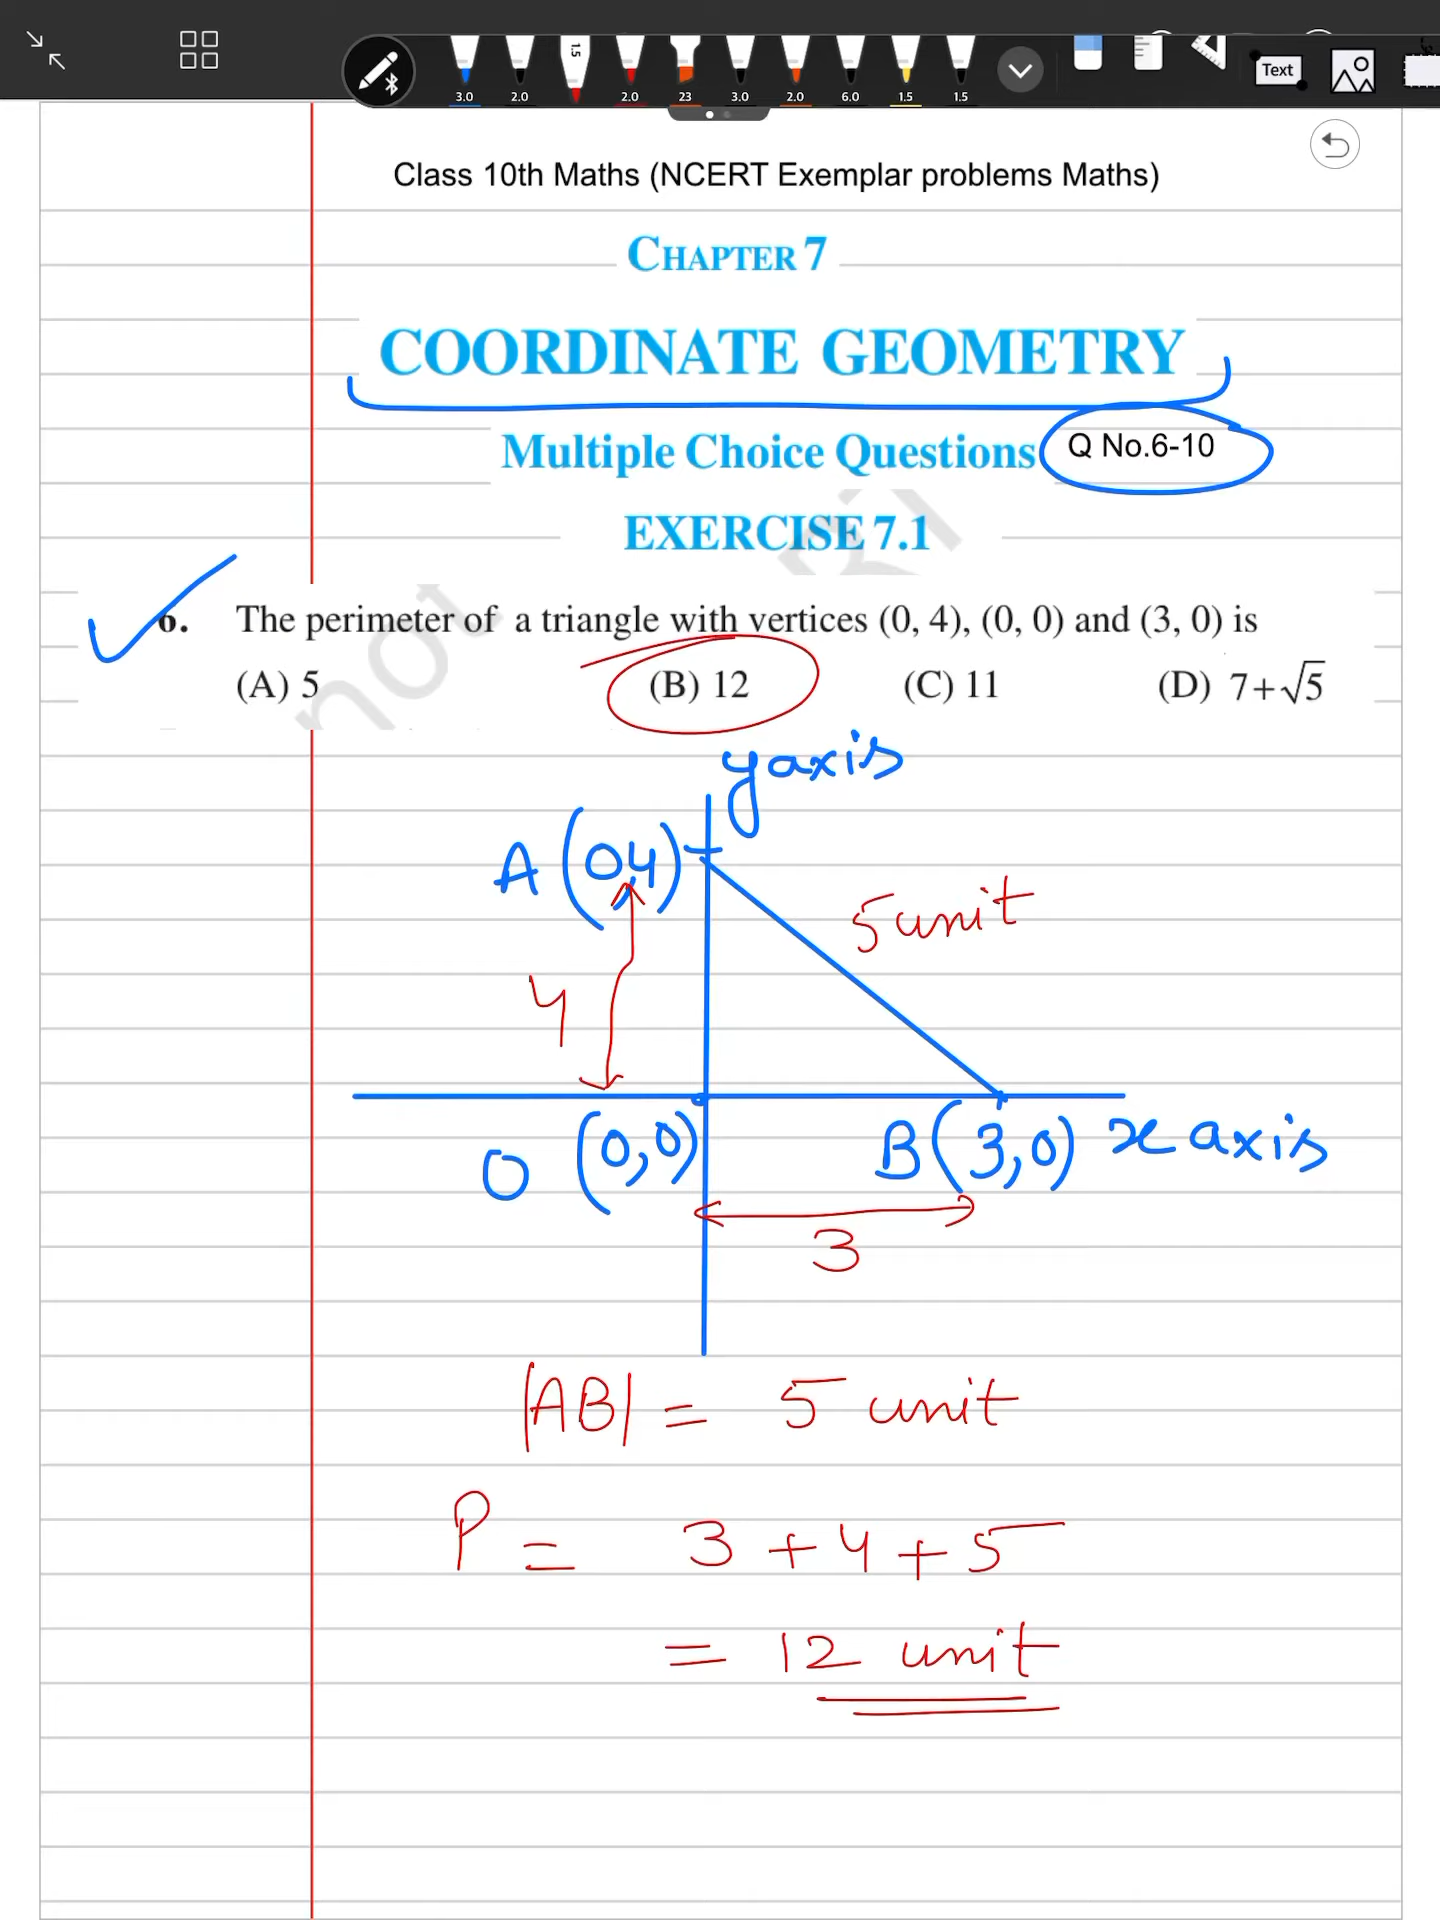 3.0 2.0 1.5 2.0 23 3.0 2.0 6.0 1.5 1.5 Text
Class 10th Maths (NCERT Exemplar problems Maths)
CHAPTER 7
COORDINATE GEOMETRY
Multiple Choice Questions Q No.6-10
EXERCISE 7.1
6. The perimeter of a triangle with vertices (0, 4), (0, 0) and (3, 0) is
(A) 5 (B) 12 (C) 11 (D) 7+√5
not
y axis
A (0,4)
5 unit
4
O (0,0) B(3,0) x axis
3
|AB| = 5 unit
P = 3 + 4 + 5
= 12 unit